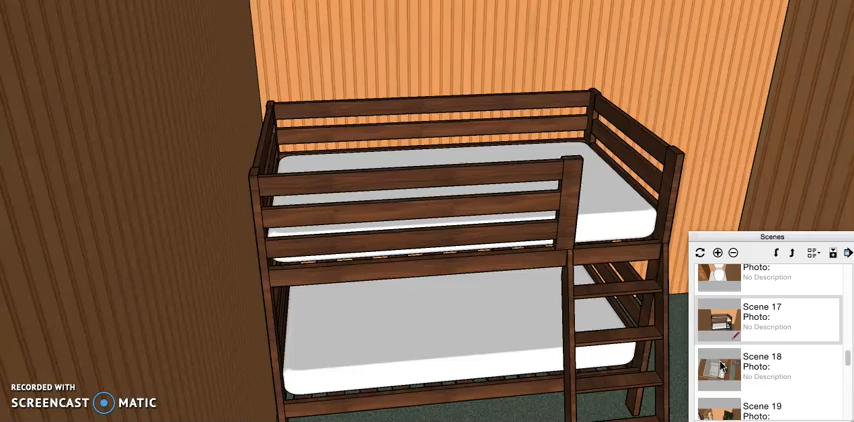 Scenes
Photo:
No Description
Scene 17
Photo:
No Description
Scene 18
Photo:
No Description
Scene 19
Photo:
RECORDED WITH
SCREENCAST MATIC